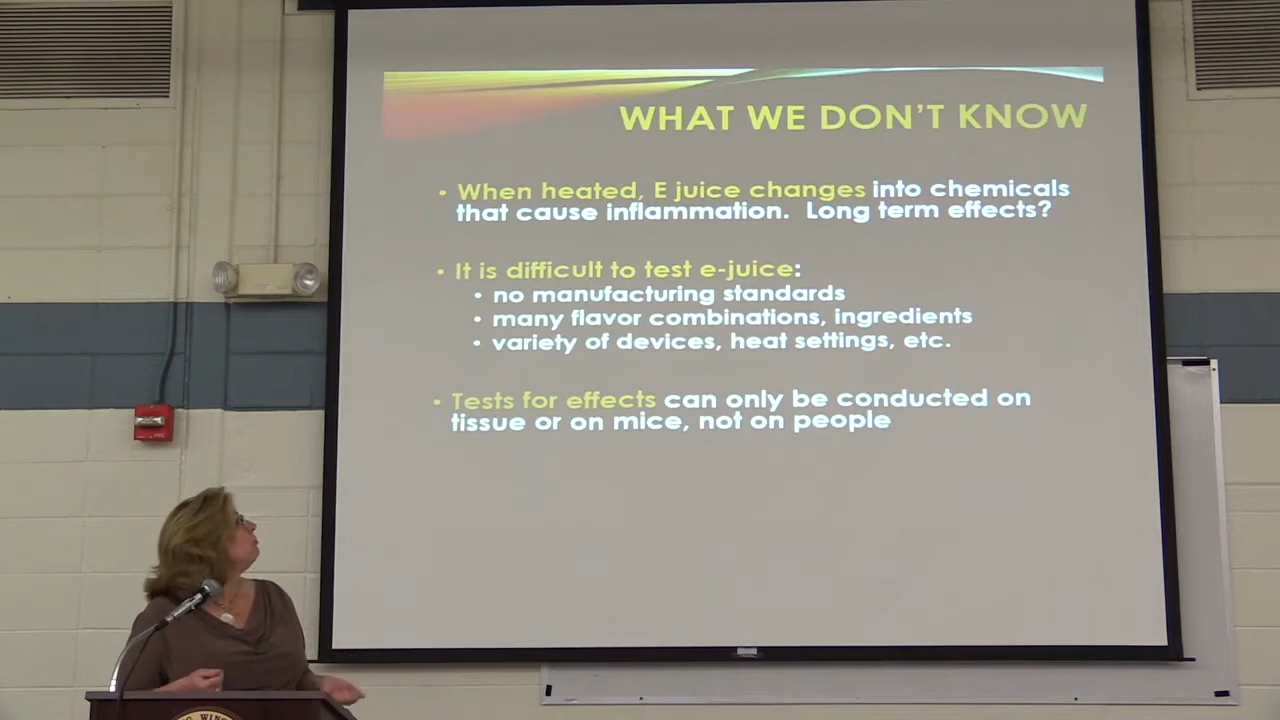 WHAT WE DON'T KNOW
• When heated, E juice changes into chemicals
that cause inflammation. Long term effects?
• It is difficult to test e-juice:
• no manufacturing standards
• many flavor combinations, ingredients
• variety of devices, heat settings, etc.
• Tests for effects can only be conducted on
tissue or on mice, not on people